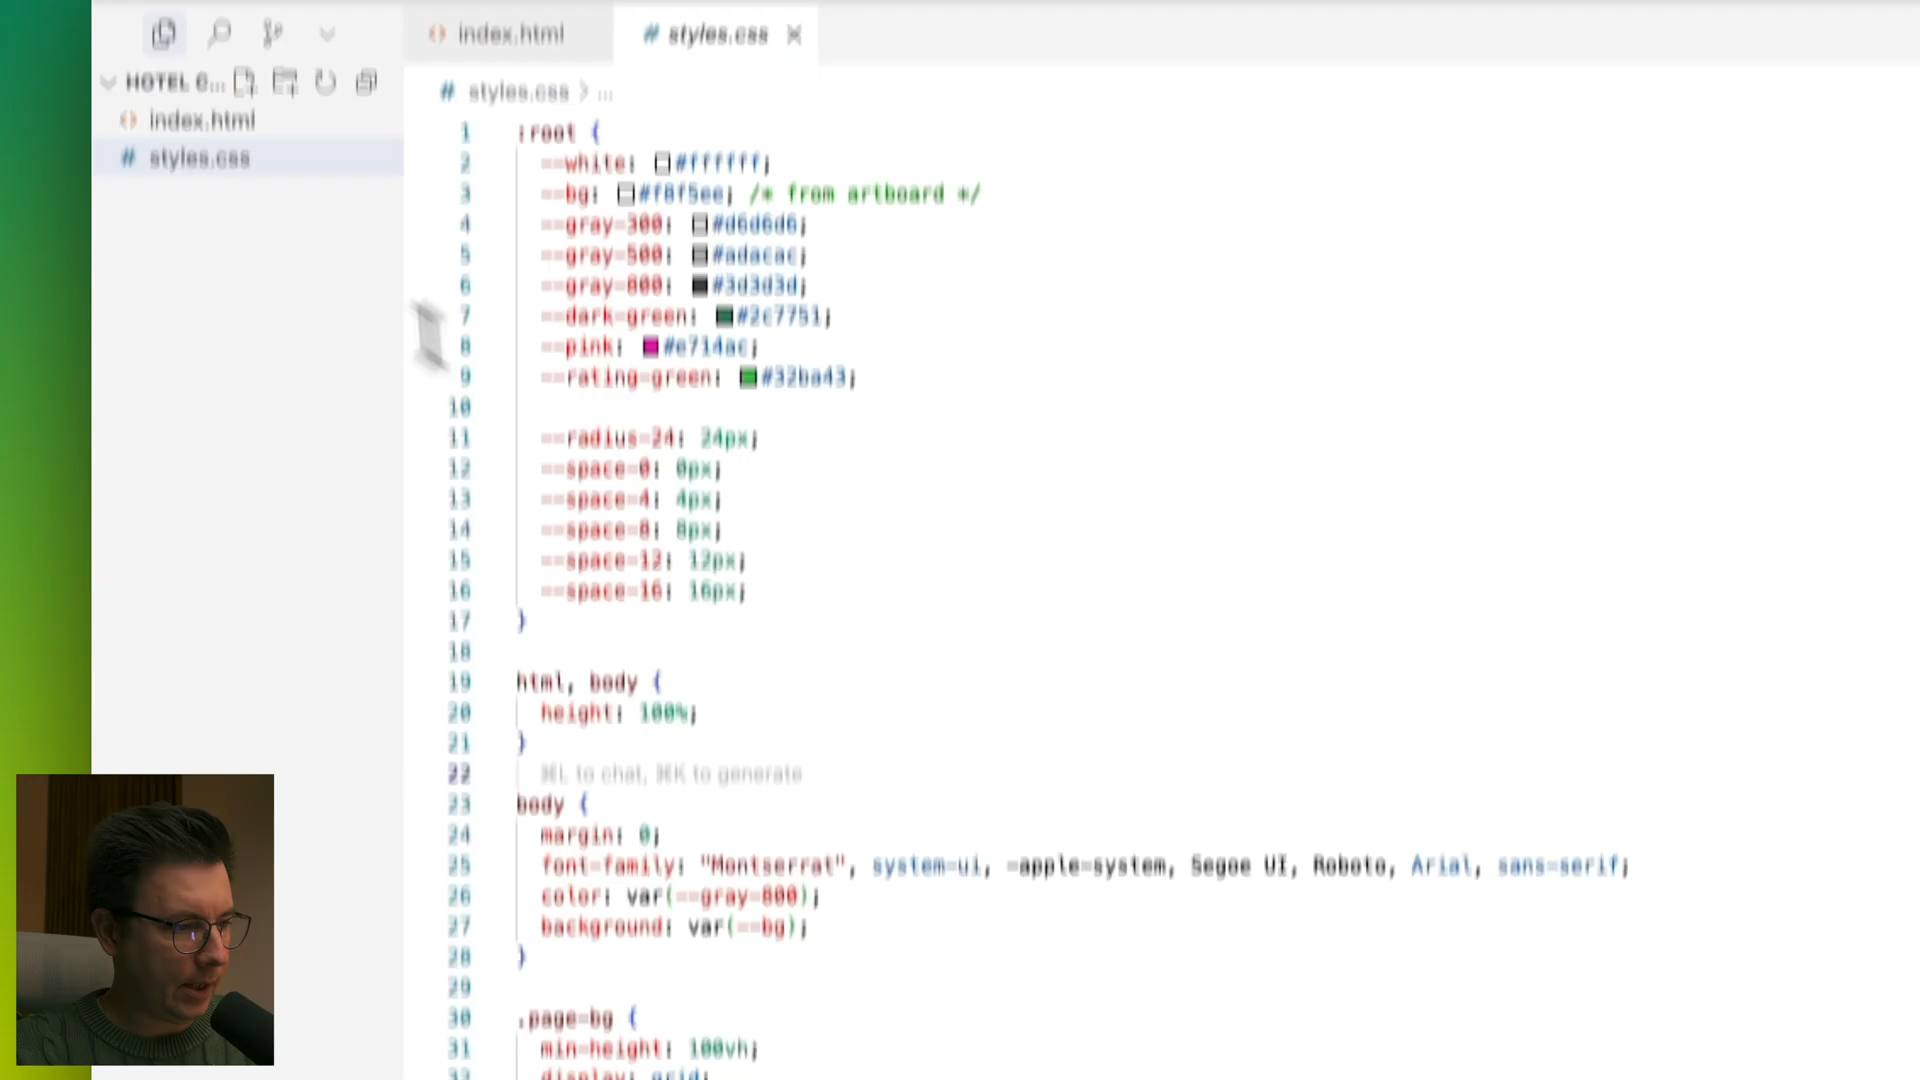 index.html
styles.css
HOTEL C...
index.html
styles.css
styles.css > ...
1 :root {
2 --white: #ffffff;
3 --bg: #f8f5ee; /* from artboard */
4 --gray-300: #d6d6d6;
5 --gray-500: #adacac;
6 --gray-800: #3d3d3d;
7 --dark-green: #2c7751;
8 --pink: #e714ac;
9 --rating-green: #32ba43;
10
11 --radius-24: 24px;
12 --space-0: 0px;
13 --space-4: 4px;
14 --space-8: 8px;
15 --space-12: 12px;
16 --space-16: 16px;
17 }
18
19 html, body {
20 height: 100%;
21 }
22 ⌘L to chat, ⌘K to generate
23 body {
24 margin: 0;
25 font-family: "Montserrat", system-ui, -apple-system, Segoe UI, Roboto, Arial, sans-serif;
26 color: var(--gray-800);
27 background: var(--bg);
28 }
29
30 .page-bg {
31 min-height: 100vh;
32 display: grid;